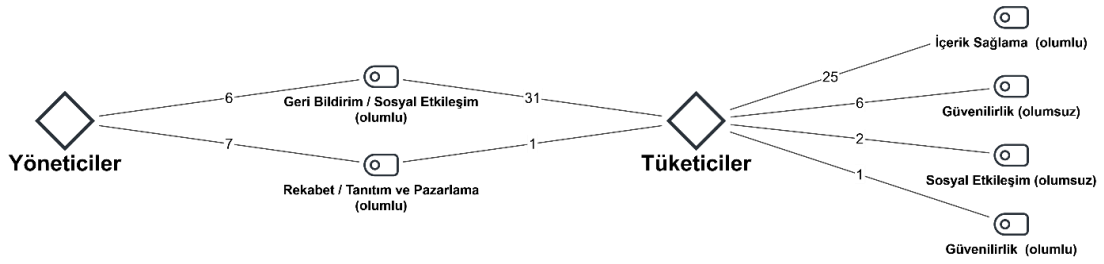 İçerik Sağlama (olumlu)
25
6
Geri Bildirim / Sosyal Etkileşim
(olumlu)
31
6
Güvenilirlik (olumsuz)
Yöneticiler
7
1
Tüketiciler
2
Sosyal Etkileşim (olumsuz)
Rekabet / Tanıtım ve Pazarlama
(olumlu)
1
Güvenilirlik (olumlu)